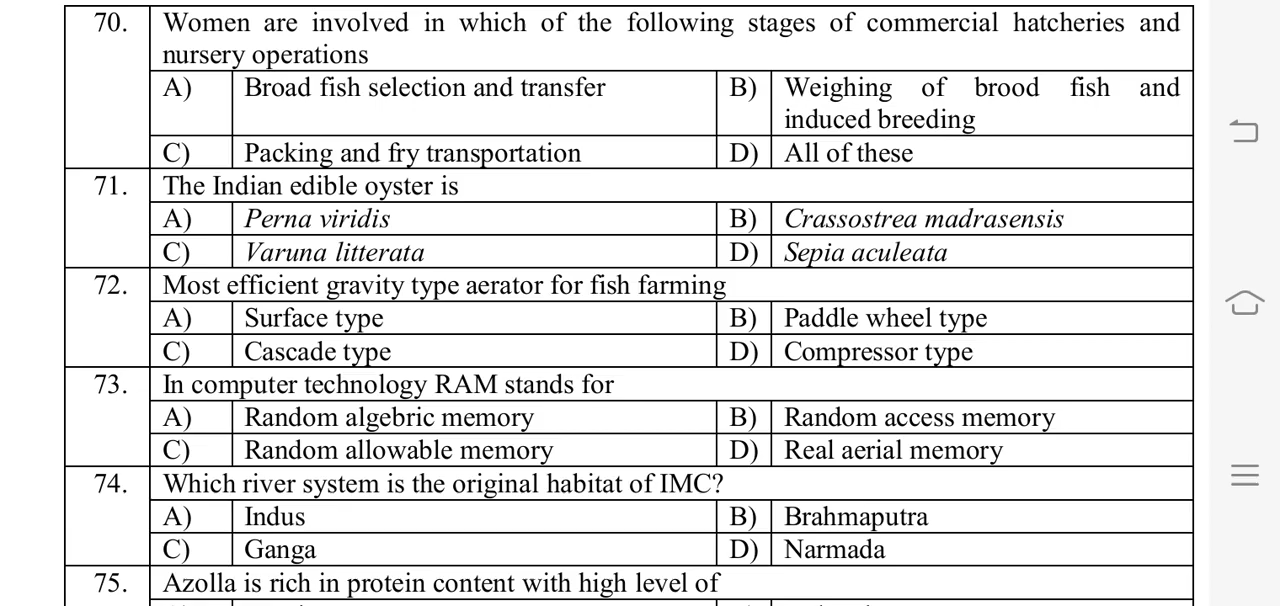 70. Women are involved in which of the following stages of commercial hatcheries and
nursery operations
A) Broad fish selection and transfer B) Weighing of brood fish and
induced breeding
C) Packing and fry transportation D) All of these
71. The Indian edible oyster is
A) Perna viridis B) Crassostrea madrasensis
C) Varuna litterata D) Sepia aculeata
72. Most efficient gravity type aerator for fish farming
A) Surface type B) Paddle wheel type
C) Cascade type D) Compressor type
73. In computer technology RAM stands for
A) Random algebric memory B) Random access memory
C) Random allowable memory D) Real aerial memory
74. Which river system is the original habitat of IMC?
A) Indus B) Brahmaputra
C) Ganga D) Narmada
75. Azolla is rich in protein content with high level of